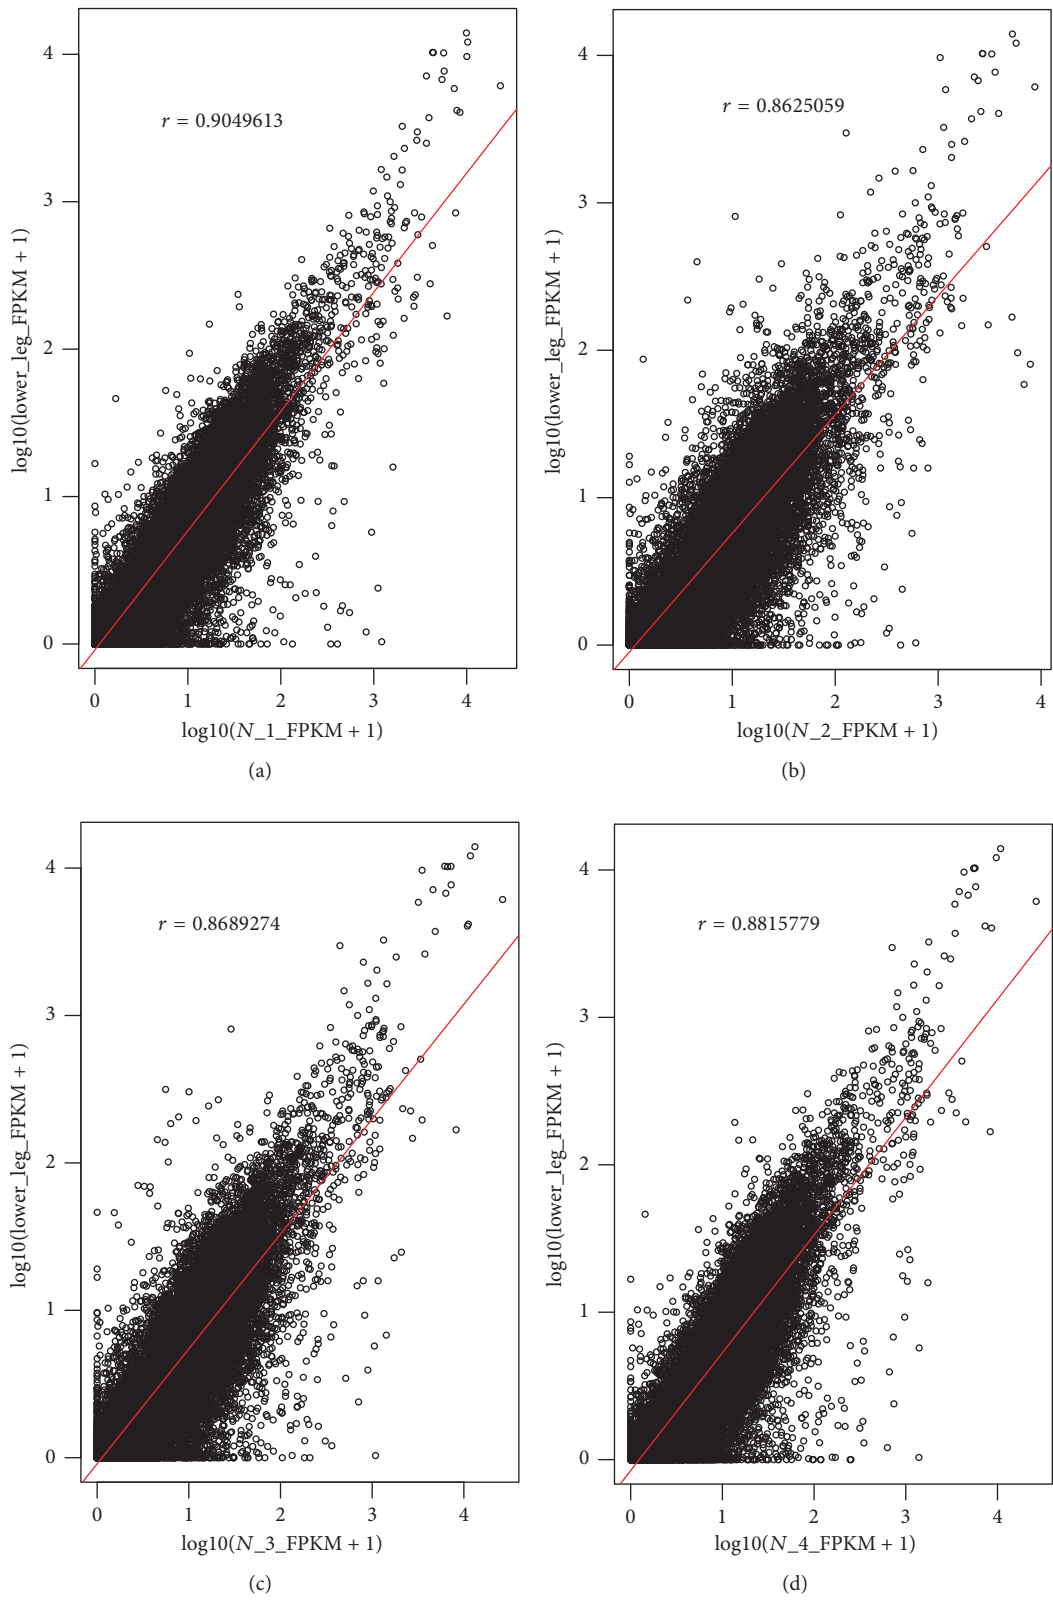 r = 0.9049613
log10(lower_leg_FPKM + 1)
4
3
2
1
0
0 1 2 3 4
log10(N_1_FPKM + 1)
(a)
r = 0.8625059
log10(lower_leg_FPKM + 1)
4
3
2
1
0
0 1 2 3 4
log10(N_2_FPKM + 1)
(b)
r = 0.8689274
log10(lower_leg_FPKM + 1)
4
3
2
1
0
0 1 2 3 4
log10(N_3_FPKM + 1)
(c)
r = 0.8815779
log10(lower_leg_FPKM + 1)
4
3
2
1
0
0 1 2 3 4
log10(N_4_FPKM + 1)
(d)